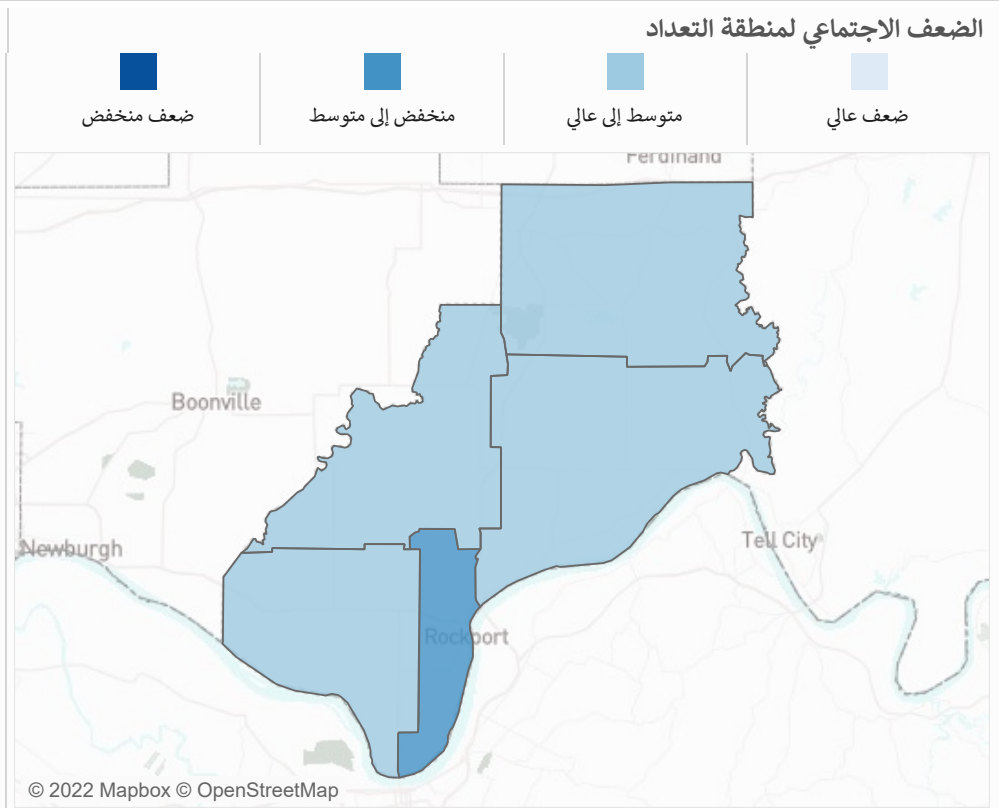 الضعف الاجتماعي لمنطقة التعداد
ضعف عالي
متوسط إلى عالي
منخفض إلى متوسط
ضعف منخفض
Ferdinand
Boonville
Newburgh
Tell City
Rockport
© 2022 Mapbox © OpenStreetMap